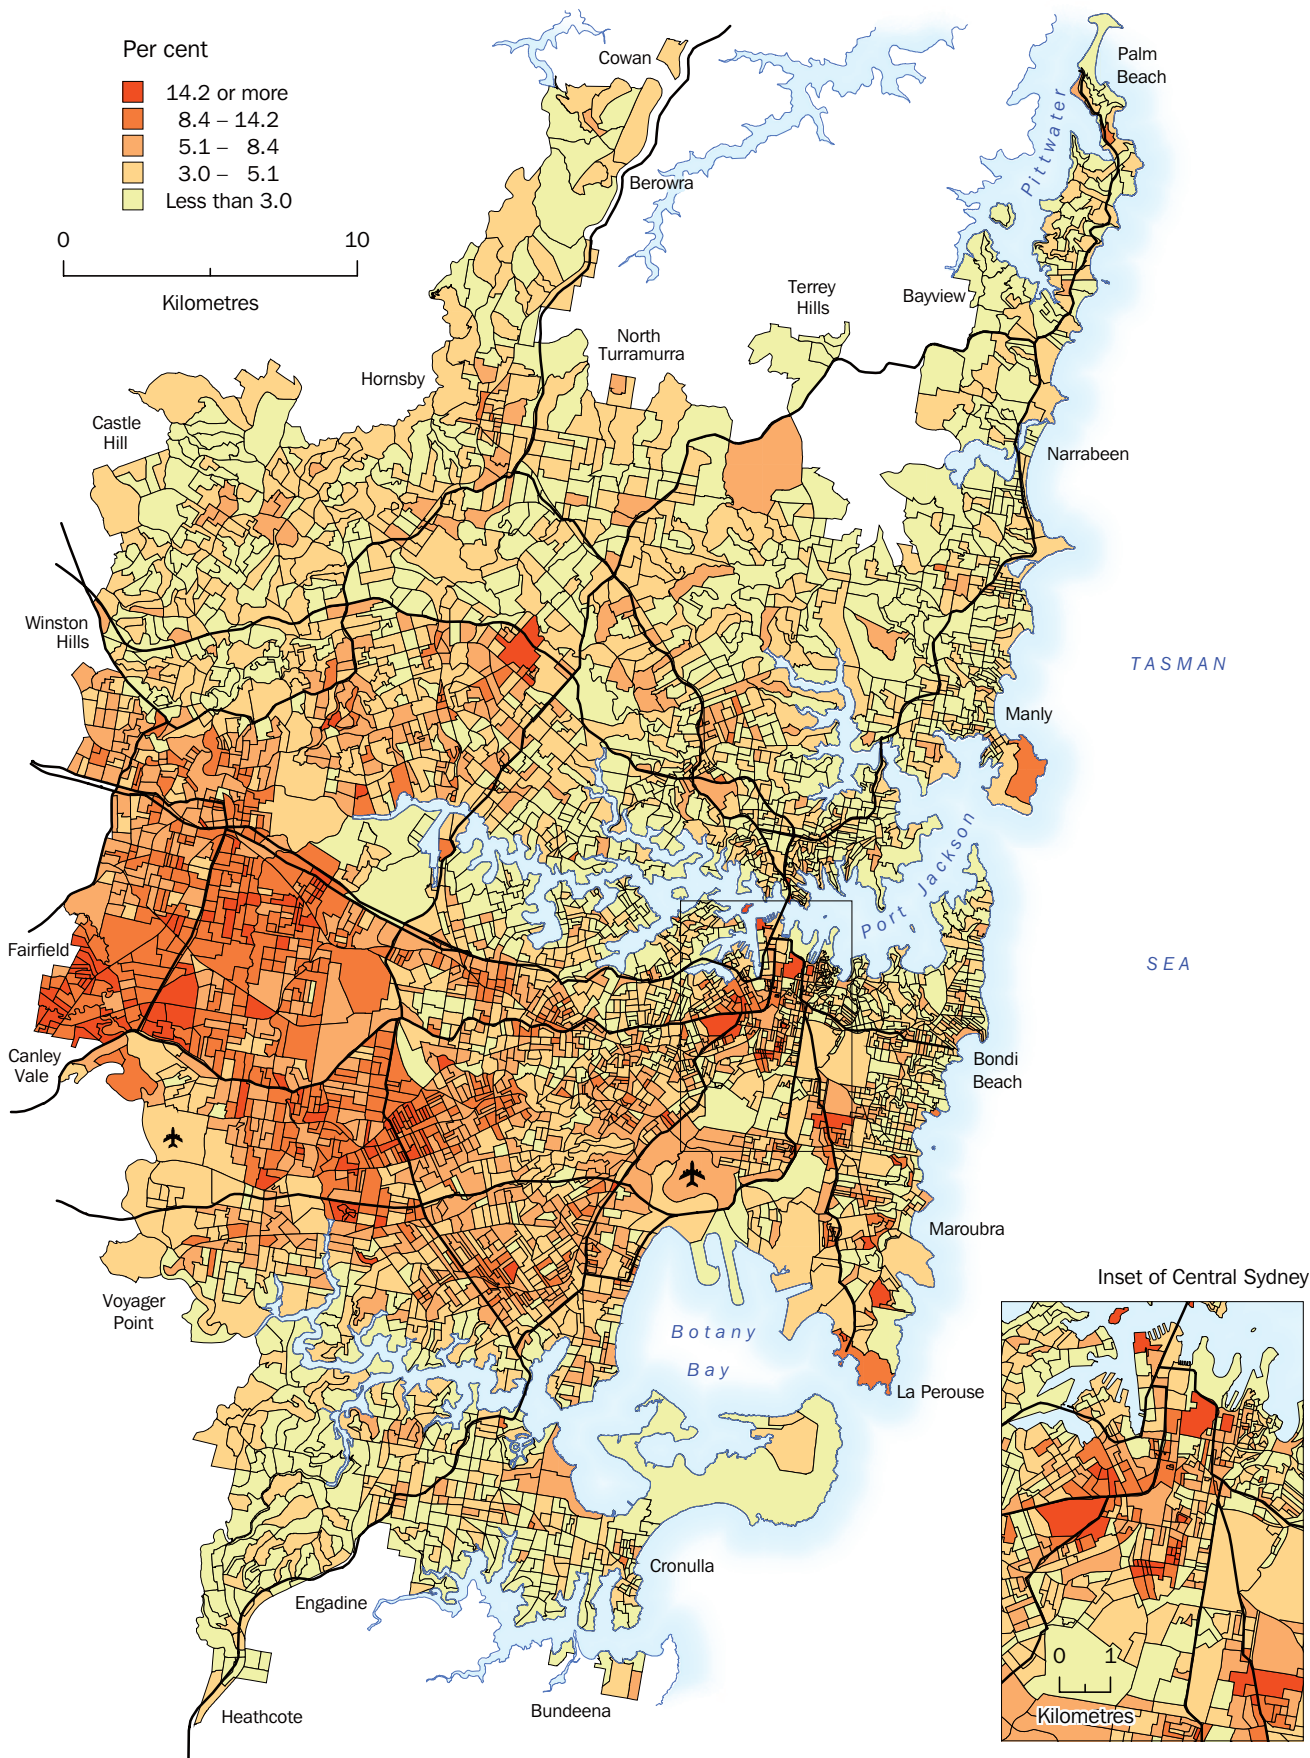 Per cent
14.2 or more
8.4 – 14.2
5.1 – 8.4
3.0 – 5.1
Less than 3.0
0 10
Kilometres
Cowan
Palm
Beach
Pittwater
Berowra
Terrey
Hills
Bayview
North
Turramurra
Hornsby
Castle
Hill
Narrabeen
Winston
Hills
TASMAN
Manly
Port Jackson
Fairfield
SEA
Canley
Vale
Bondi
Beach
Maroubra
Voyager
Point
Botany
Bay
La Perouse
Cronulla
Engadine
Bundeena
Heathcote
Inset of Central Sydney
0 1
Kilometres